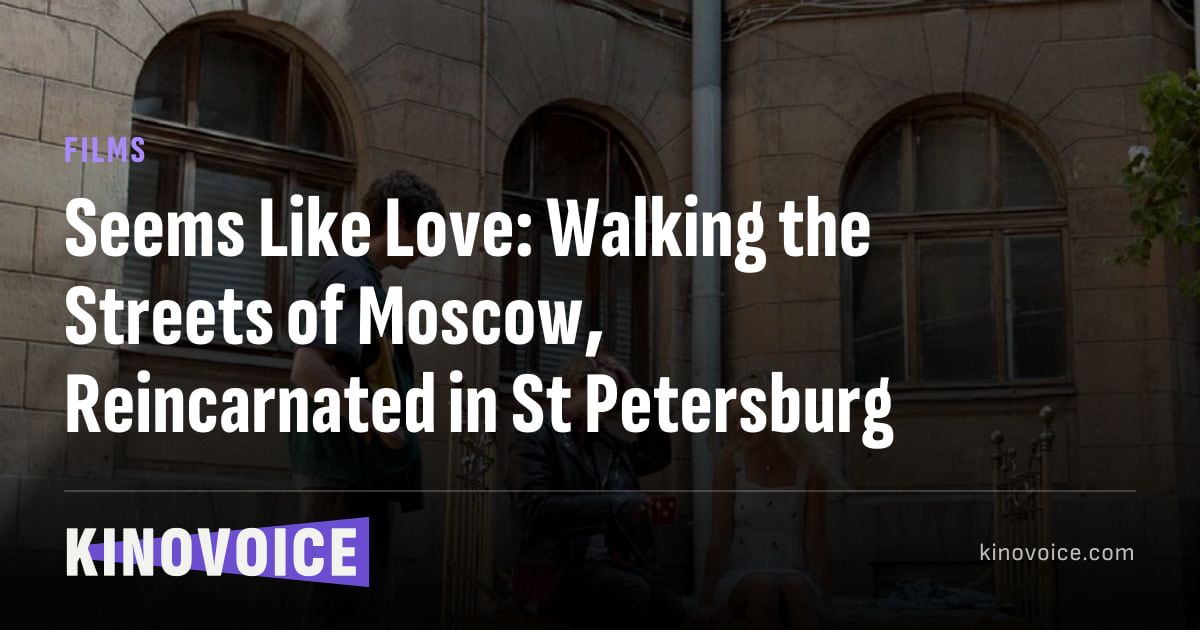 FILMS
Seems Like Love: Walking the
Streets of Moscow,
Reincarnated in St Petersburg
KINOVOICE
kinovoice.com